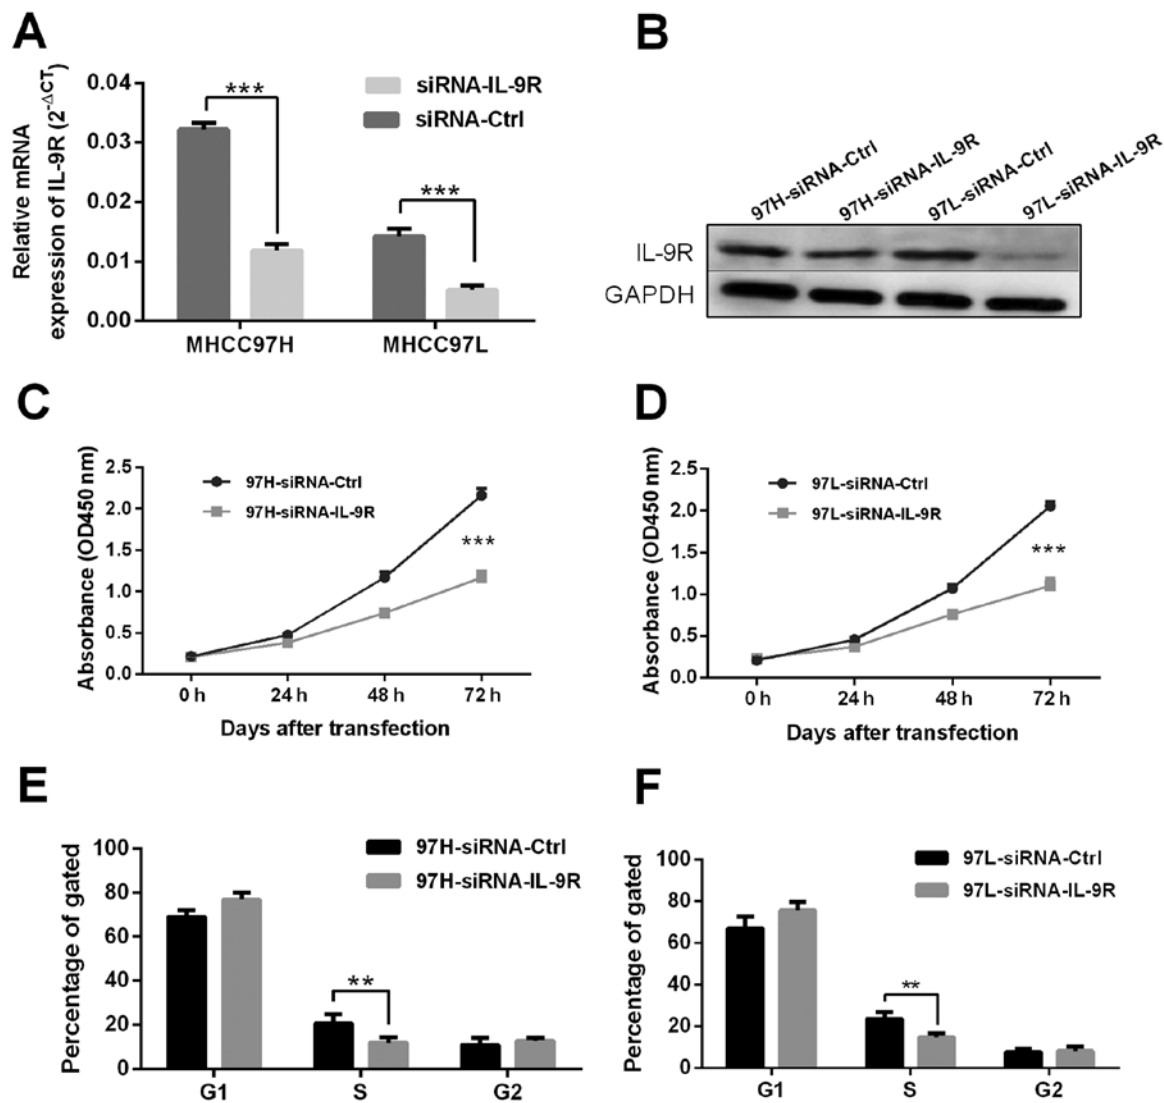 A
Relative mRNA
expression of IL-9R (2-ΔCT)
0.04
0.03
0.02
0.01
0.00
***
***
siRNA-IL-9R
siRNA-Ctrl
MHCC97H
MHCC97L
B
97H-siRNA-Ctrl
97H-siRNA-IL-9R
97L-siRNA-Ctrl
97L-siRNA-IL-9R
IL-9R
GAPDH
C
Absorbance (OD450 nm)
2.5
2.0
1.5
1.0
0.5
0.0
97H-siRNA-Ctrl
97H-siRNA-IL-9R
***
0 h
24 h
48 h
72 h
Days after transfection
D
Absorbance (OD450 nm)
2.5
2.0
1.5
1.0
0.5
0.0
97L-siRNA-Ctrl
97L-siRNA-IL-9R
***
0 h
24 h
48 h
72 h
Days after transfection
E
Percentage of gated
100
80
60
40
20
0
97H-siRNA-Ctrl
97H-siRNA-IL-9R
**
G1
S
G2
F
Percentage of gated
100
80
60
40
20
0
97L-siRNA-Ctrl
97L-siRNA-IL-9R
**
G1
S
G2